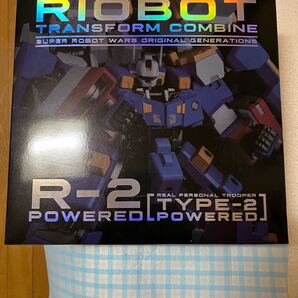 RIOBOT
TRANSFORM COMBINE
SUPER ROBOT WARS ORIGINAL GENERATIONS
R-2
POWERED
REAL PERSONAL TROOPER
[TYPE-2
POWERED]